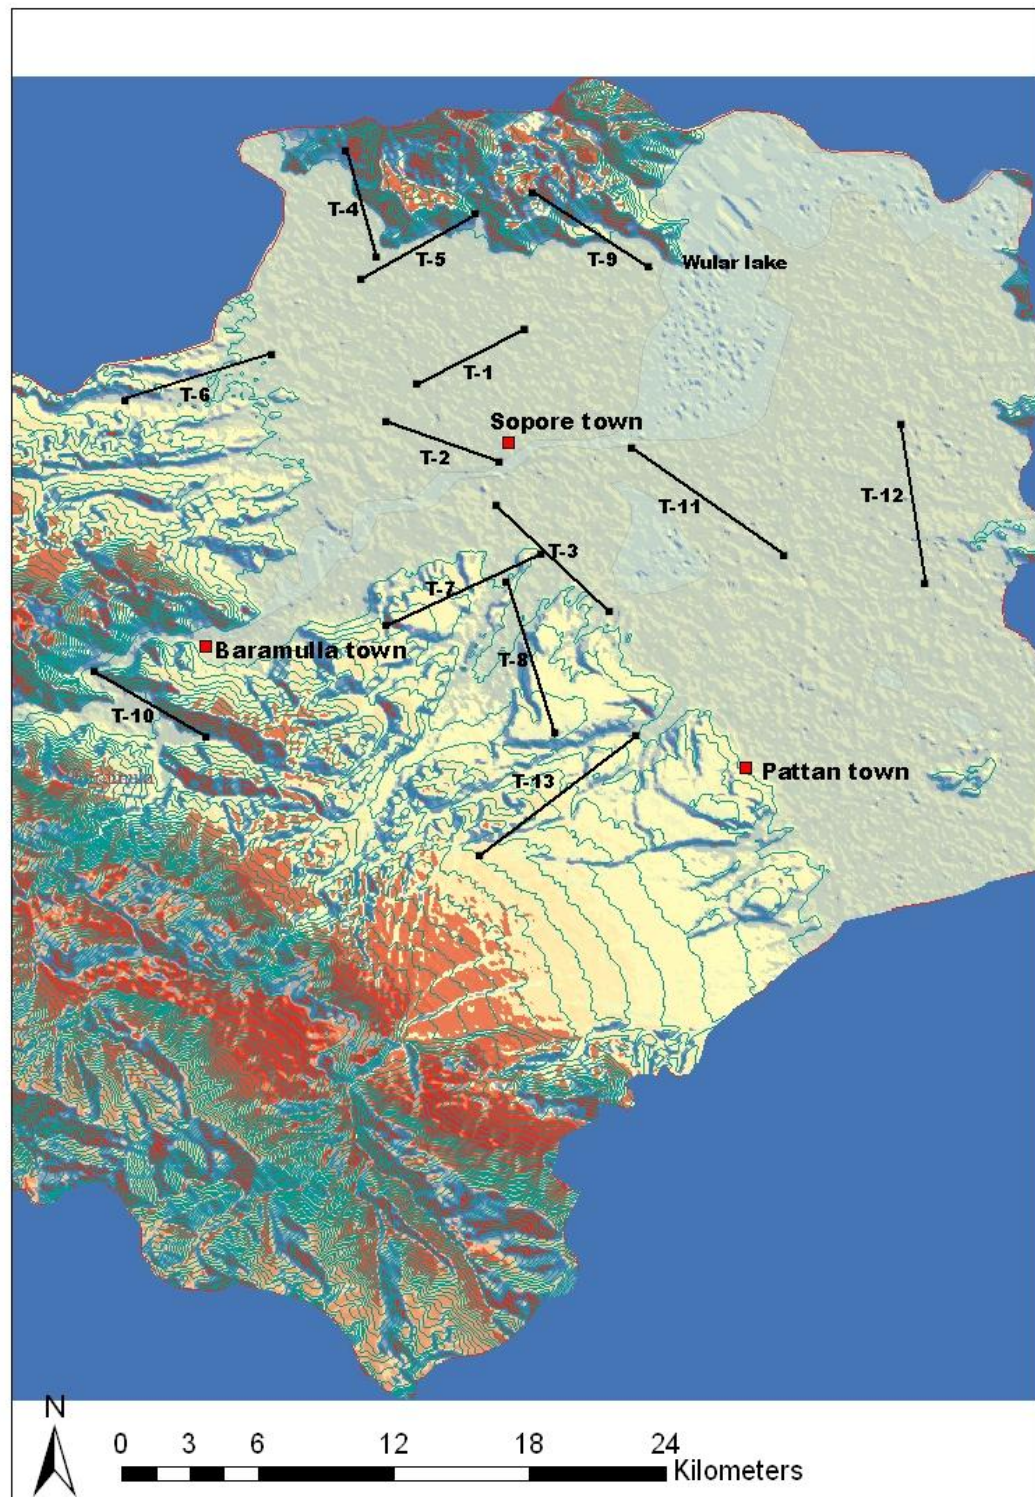 T-4
T-5
T-9
Wular lake
T-1
T-6
Sopore town
T-2
T-11
T-12
T-3
T-7
Baramulla town
T-8
T-10
Pattan town
T-13
N
0 3 6 12 18 24
Kilometers